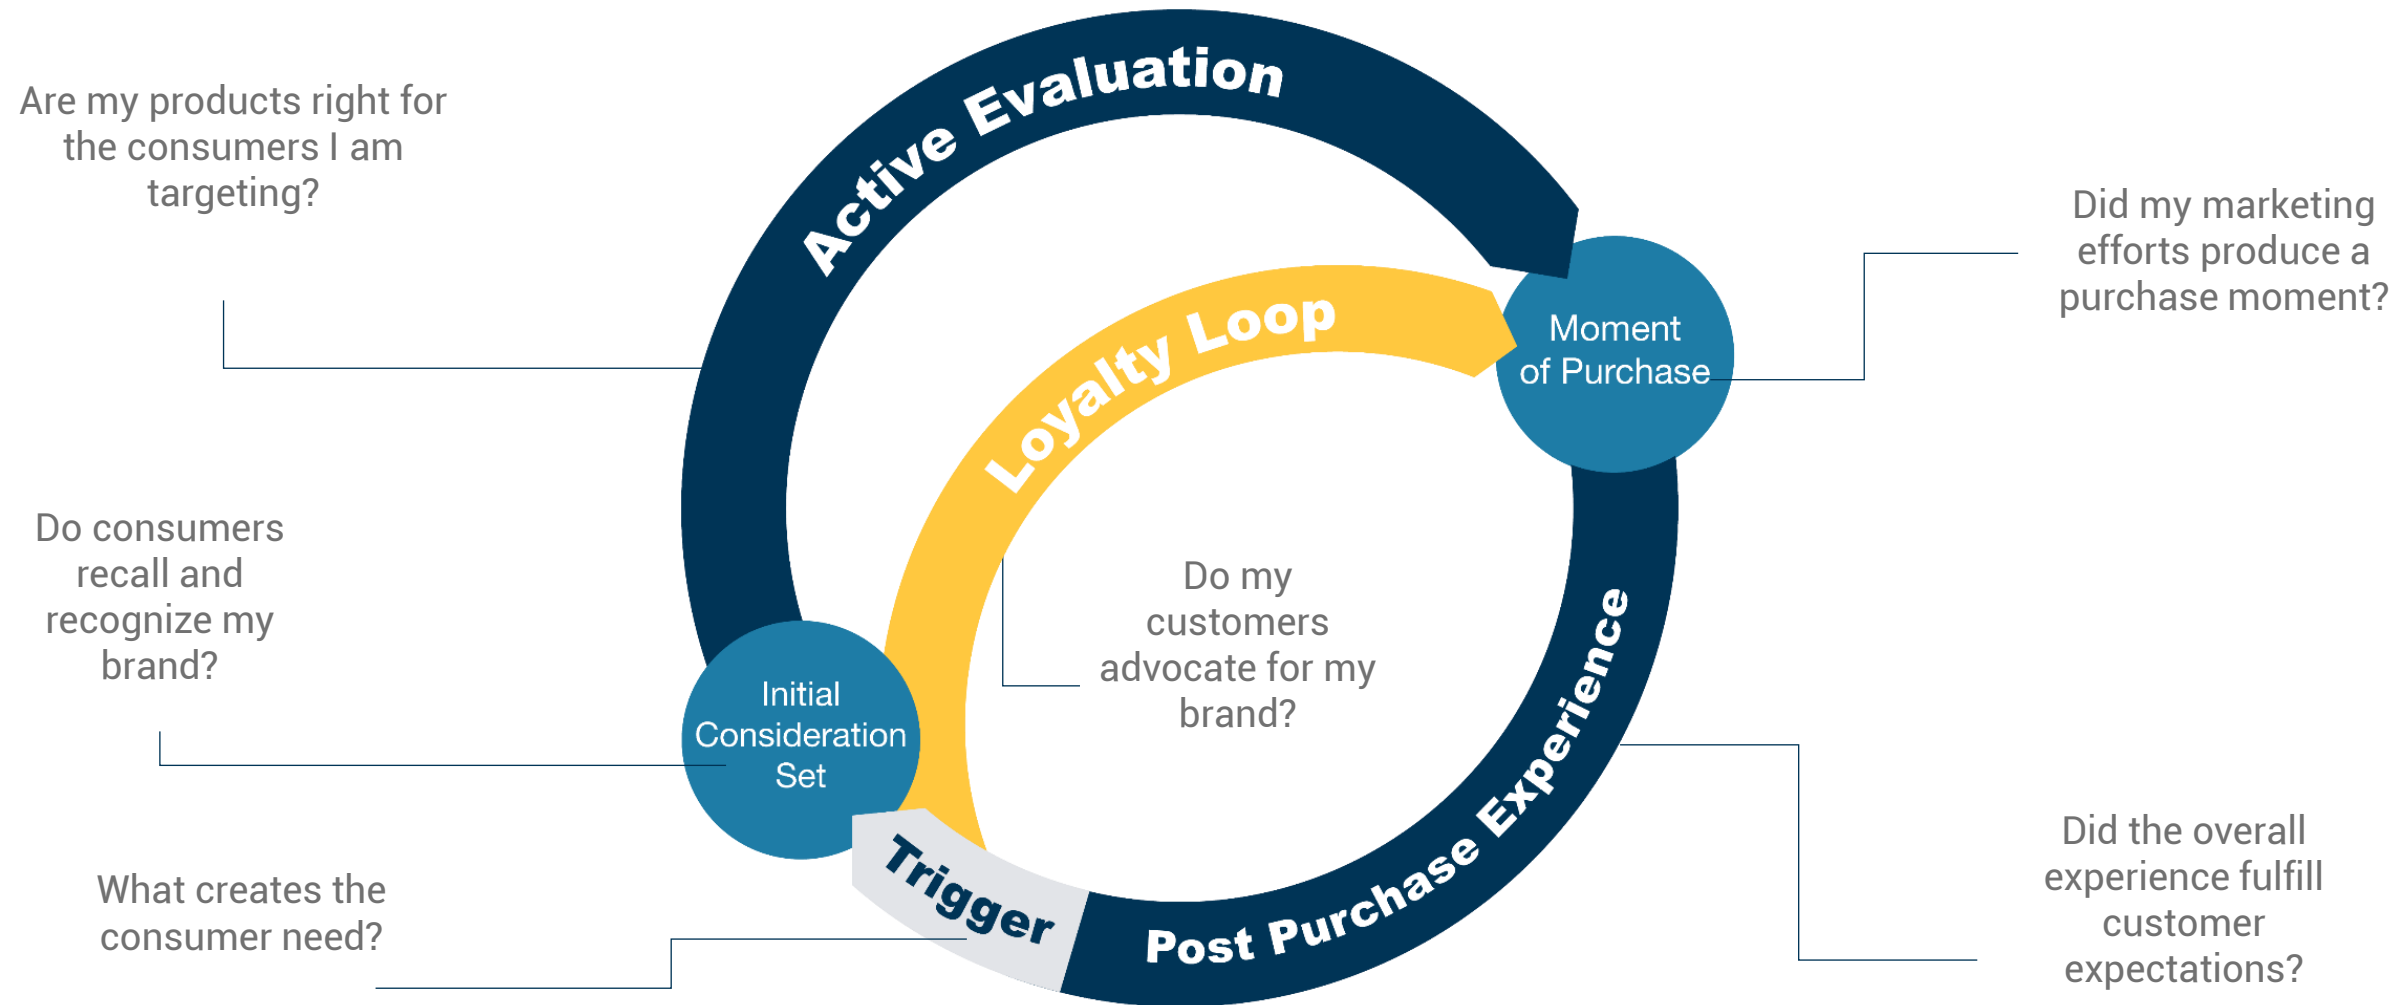 Active Evaluation
Are my products right for
the consumers I am
targeting?
Did my marketing
efforts produce a
purchase moment?
Loyalty Loop
Moment
of Purchase
Do consumers
recall and
recognize my
brand?
Do my
customers
advocate for my
brand?
Initial
Consideration
Set
Post Purchase Experience
Did the overall
experience fulfill
customer
expectations?
What creates the
consumer need?
Trigger